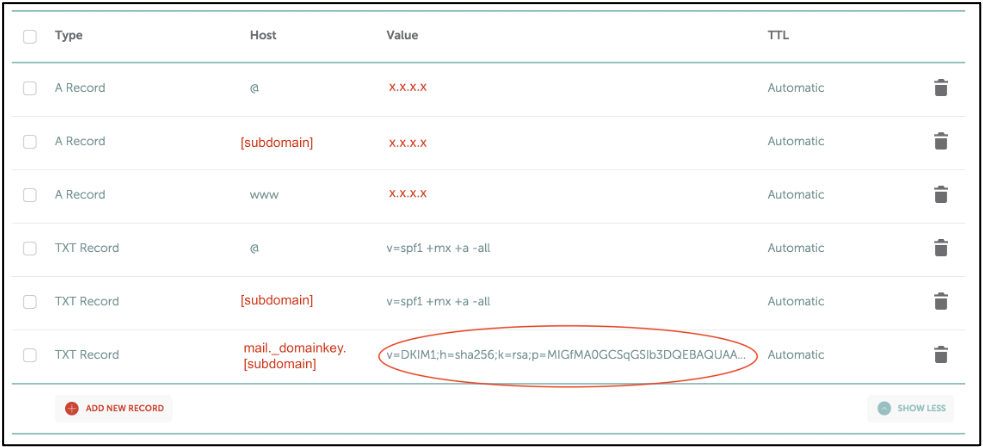 Type Host Value TTL
A Record @ x.x.x.x Automatic
A Record [subdomain] x.x.x.x Automatic
A Record www x.x.x.x Automatic
TXT Record @ v=spf1 +mx +a -all Automatic
TXT Record [subdomain] v=spf1 +mx +a -all Automatic
TXT Record mail._domainkey. v=DKIM1;h=sha256;k=rsa;p=MIGfMA0GCSqGSIb3DQEBAQUAA... Automatic
[subdomain]
ADD NEW RECORD SHOW LESS